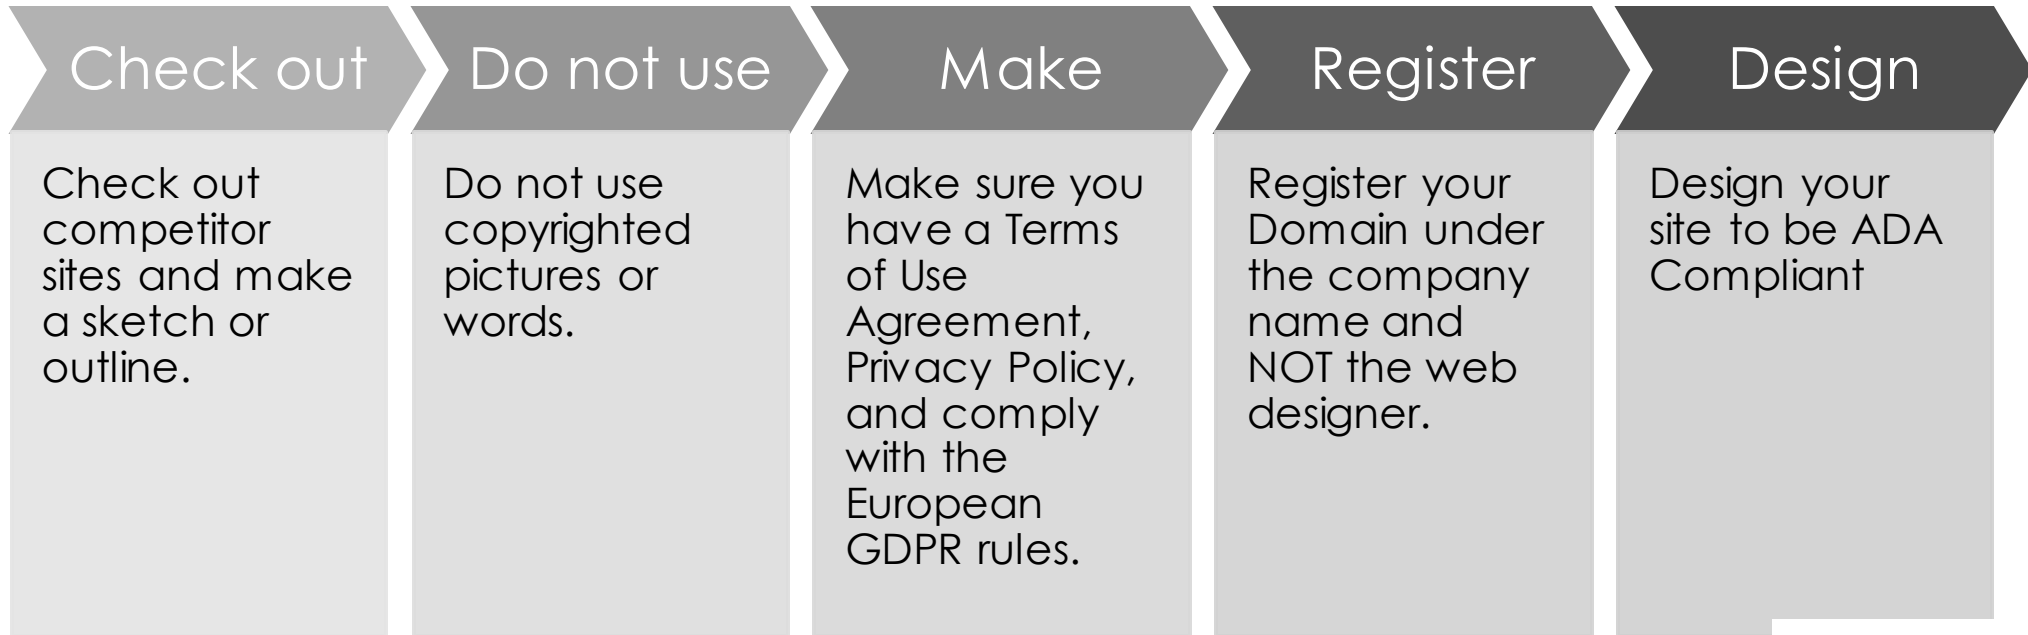 Check out
Check out
competitor
sites and make
a sketch or
outline.
Do not use
Do not use
copyrighted
pictures or
words.
Make
Make sure you
have a Terms
of Use
Agreement,
Privacy Policy,
and comply
with the
European
GDPR rules.
Register
Register your
Domain under
the company
name and
NOT the web
designer.
Design
Design your
site to be ADA
Compliant